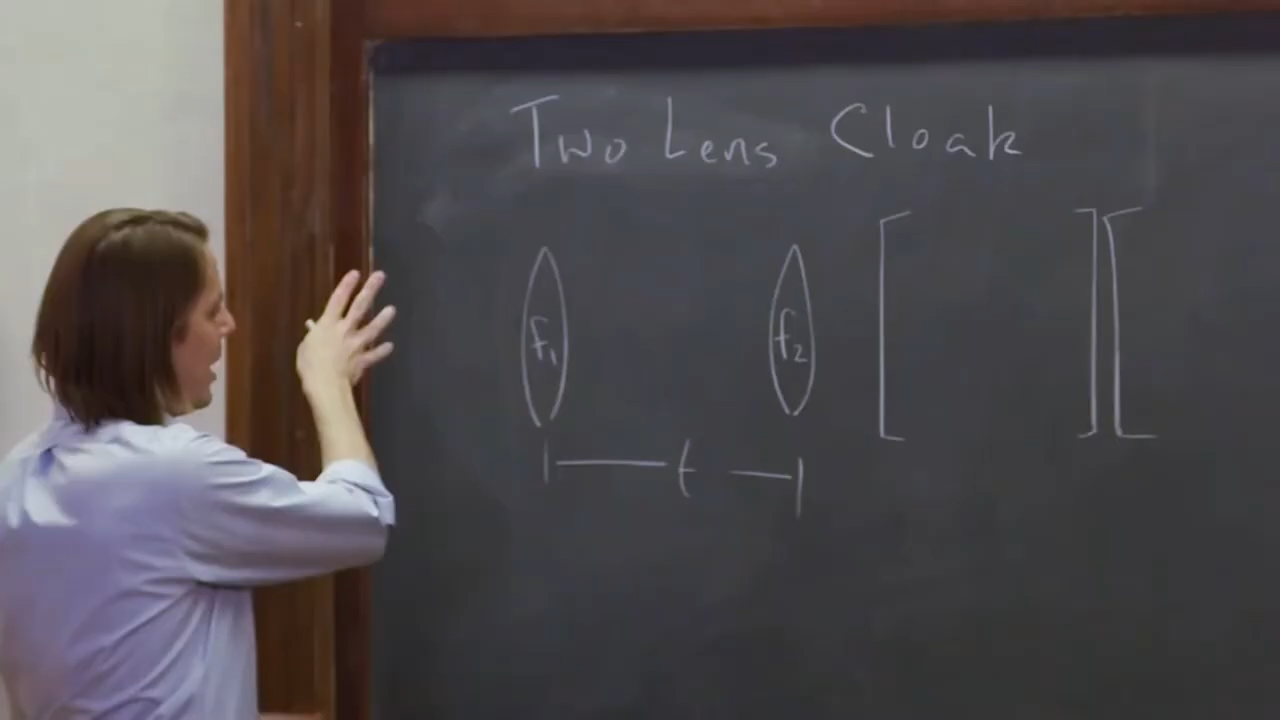 Two Lens Cloak
f₁ f₂ [ ] [
t